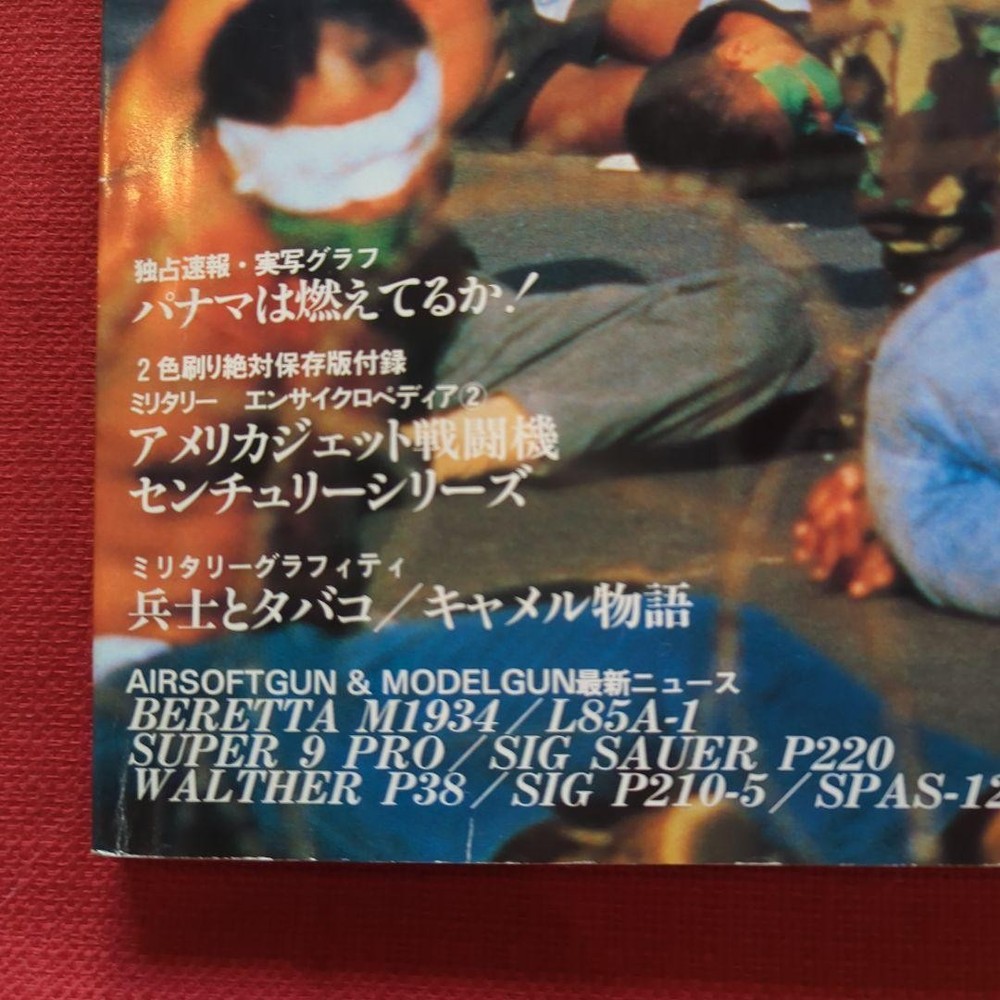 独占速報・実写グラフ
パナマは燃えてるか!
2色刷り絶対保存版付録
ミリタリー エンサイクロペディア②
アメリカジェット戦闘機
センチュリーシリーズ
ミリタリーグラフィティ
兵士とタバコ/キャメル物語
AIRSOFTGUN & MODELGUN最新ニュース
BERETTA M1934/L85A-1
SUPER 9 PRO/SIG SAUER P220
WALTHER P38/SIG P210-5/SPAS-12